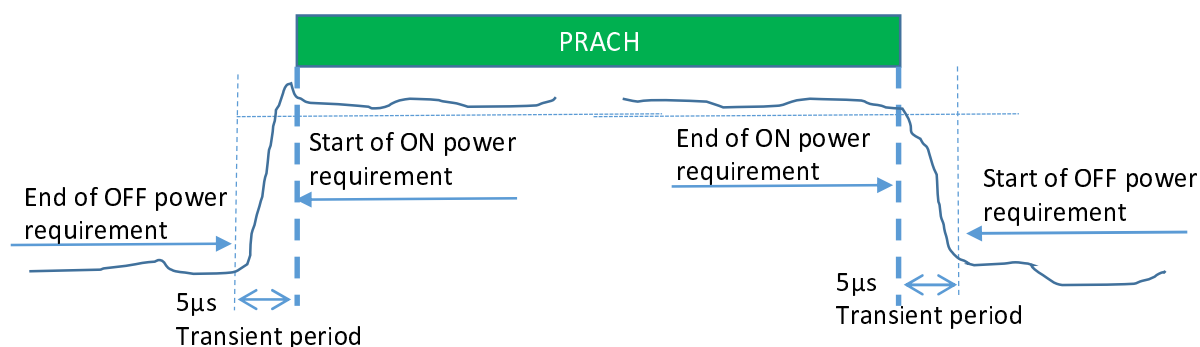 PRACH
Start of ON power
requirement
End of ON power
requirement
End of OFF power
requirement
Start of OFF power
requirement
5µs
Transient period
5µs
Transient period